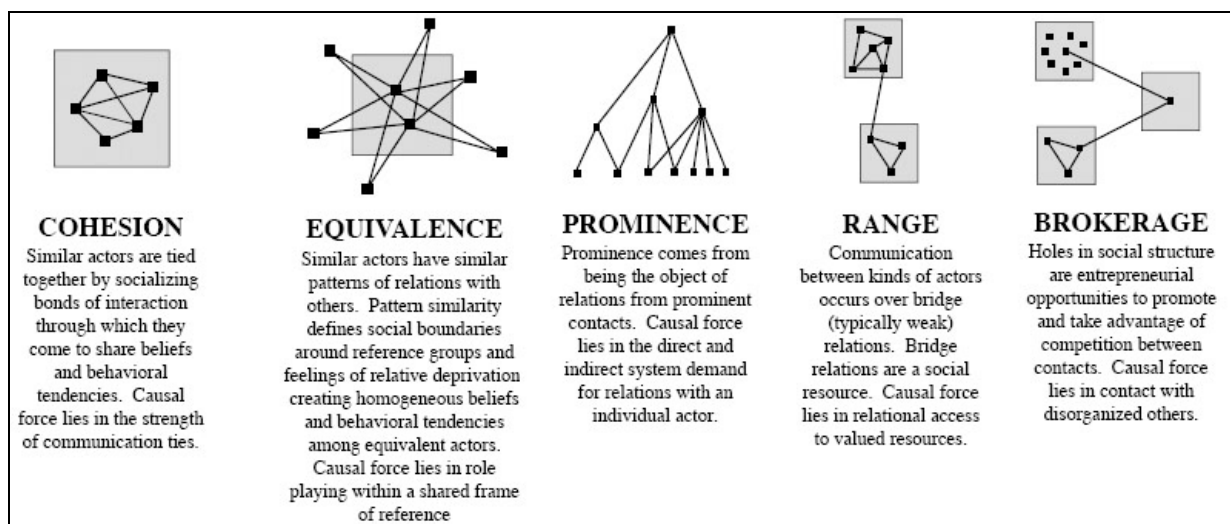 COHESION
Similar actors are tied
together by socializing
bonds of interaction
through which they
come to share beliefs
and behavioral
tendencies.  Causal
force lies in the strength
of communication ties.
EQUIVALENCE
Similar actors have similar
patterns of relations with
others.  Pattern similarity
defines social boundaries
around reference groups and
feelings of relative deprivation
creating homogeneous beliefs
and behavioral tendencies
among equivalent actors.
Causal force lies in role
playing within a shared frame
of reference
PROMINENCE
Prominence comes from
being the object of
relations from prominent
contacts.  Causal force
lies in the direct and
indirect system demand
for relations with an
individual actor.
RANGE
Communication
between kinds of actors
occurs over bridge
(typically weak)
relations.  Bridge
relations are a social
resource.  Causal force
lies in relational access
to valued resources.
BROKERAGE
Holes in social structure
are entrepreneurial
opportunities to promote
and take advantage of
competition between
contacts.  Causal force
lies in contact with
disorganized others.